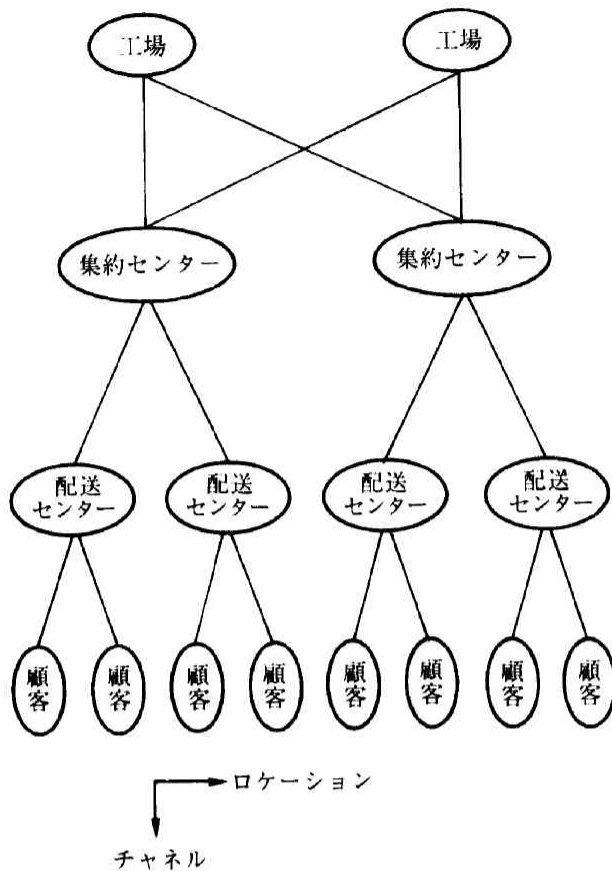 工場
工場
集約センター
集約センター
配送
センター
配送
センター
配送
センター
配送
センター
顧客
顧客
顧客
顧客
顧客
顧客
顧客
顧客
ロケーション
チャネル